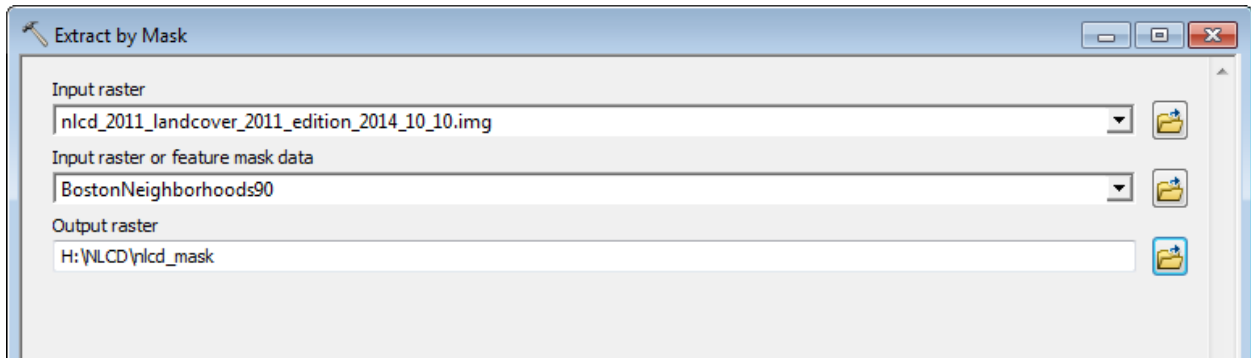 Extract by Mask
Input raster
nlcd_2011_landcover_2011_edition_2014_10_10.img
Input raster or feature mask data
BostonNeighborhoods90
Output raster
H:\NLCD\nlcd_mask